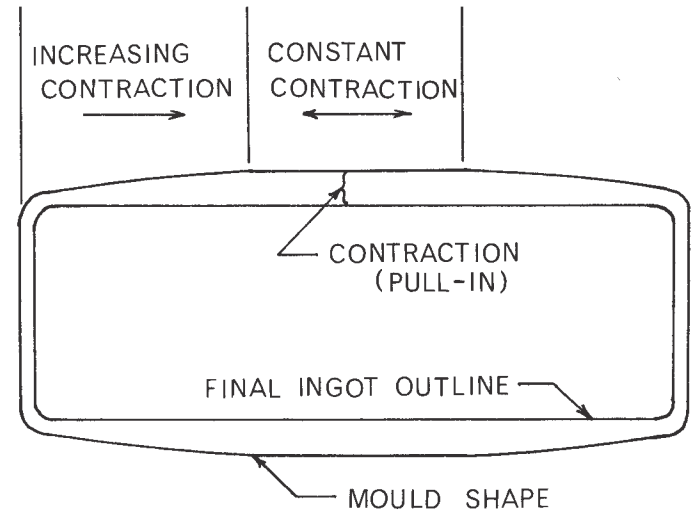 INCREASING
CONTRACTION
CONSTANT
CONTRACTION
CONTRACTION
(PULL-IN)
FINAL INGOT OUTLINE
MOULD SHAPE